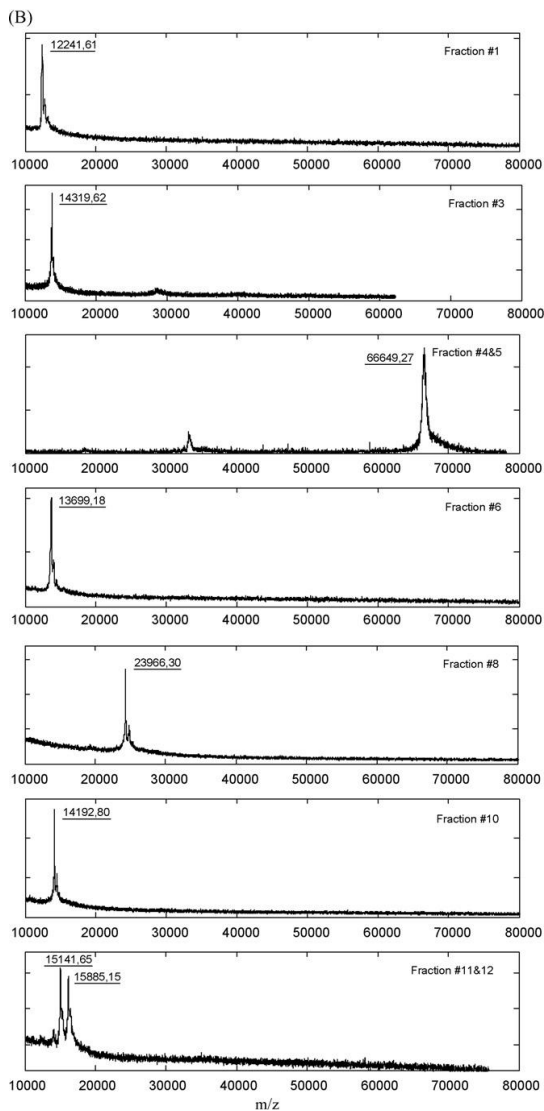 (B)
12241,61
Fraction #1
10000 20000 30000 40000 50000 60000 70000 80000
14319,62
Fraction #3
10000 20000 30000 40000 50000 60000 70000 80000
66649,27
Fraction #4&5
10000 20000 30000 40000 50000 60000 70000 80000
13699,18
Fraction #6
10000 20000 30000 40000 50000 60000 70000 80000
23966,30
Fraction #8
10000 20000 30000 40000 50000 60000 70000 80000
14192,80
Fraction #10
10000 20000 30000 40000 50000 60000 70000 80000
15141,65
15885,15
Fraction #11&12
10000 20000 30000 40000 50000 60000 70000 80000
m/z